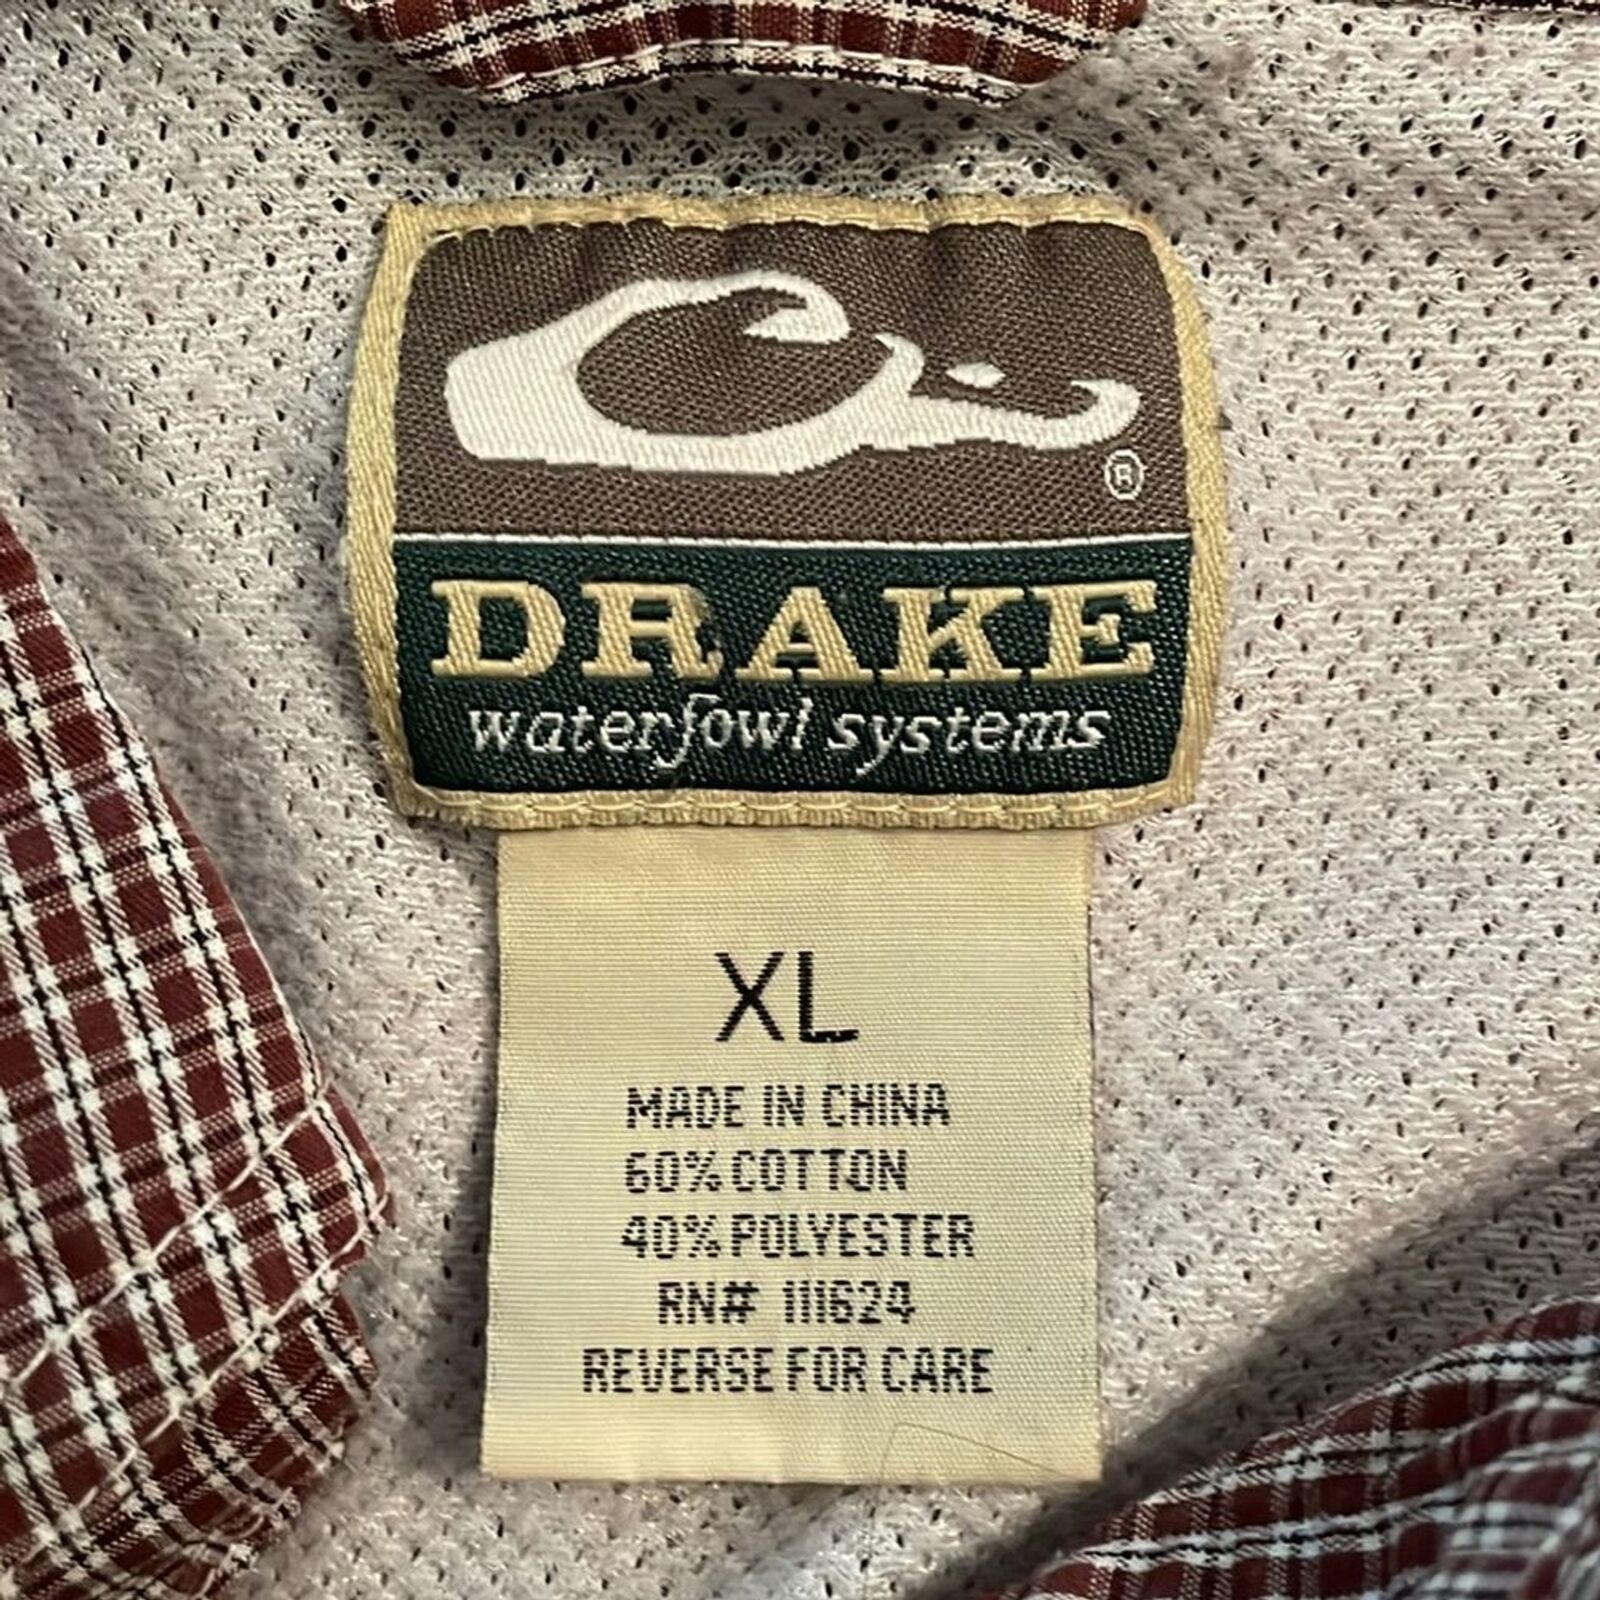 ®
DRAKE
waterfowl systems
XL
MADE IN CHINA
60% COTTON
40% POLYESTER
RN# 111624
REVERSE FOR CARE